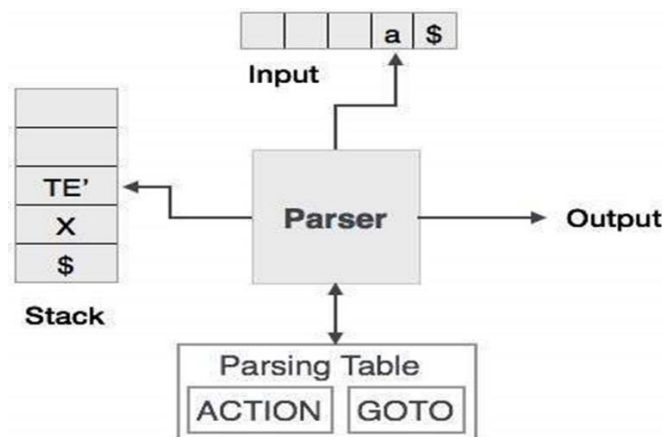 a $
Input
TE'
X
$
Stack
Parser
Output
Parsing Table
ACTION GOTO